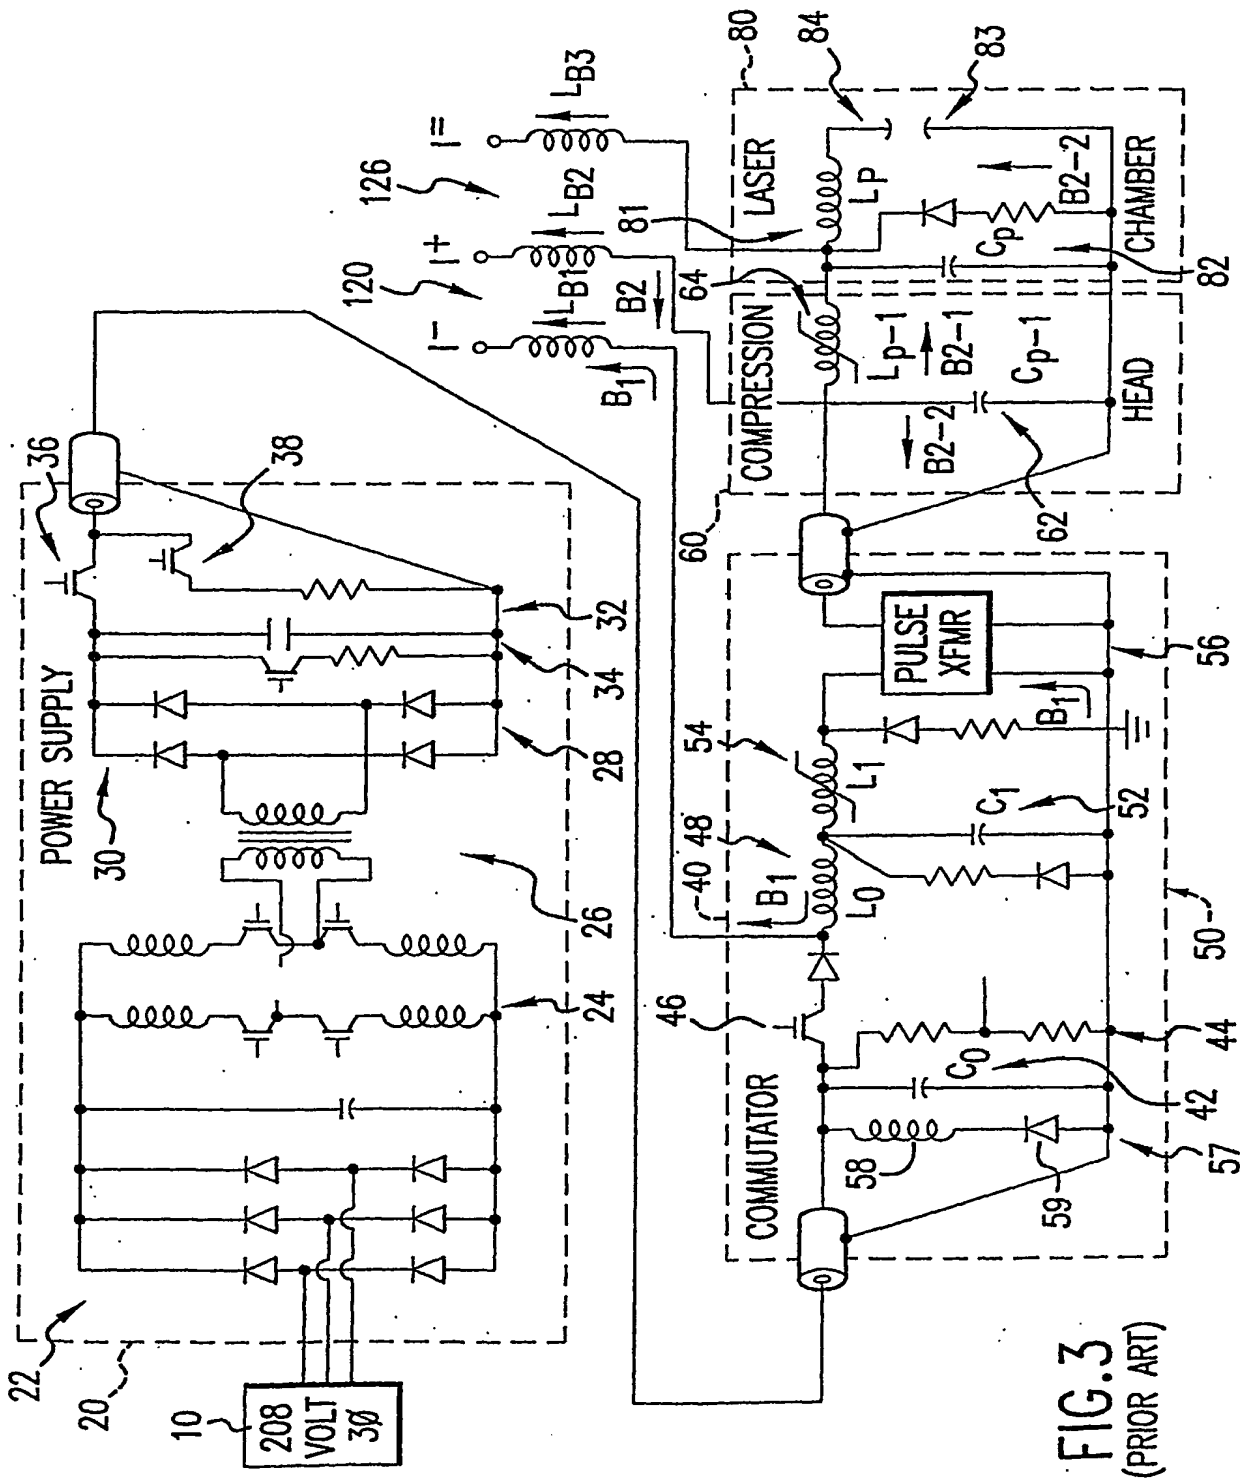 10
208
VOLT
3Ø
20
22
POWER SUPPLY
30
24
26
28
34
32
36
38
120
126
I-
I+
I=
LB1
LB2
LB3
B1
B2
COMMUTATOR
40
46
48
54
B1
L0
L1
C0
C1
58
59
57
42
44
52
50
PULSE
XFMR
B1
56
60
COMPRESSION
HEAD
64
Lp-1
B2-1
Cp-1
B2-2
62
80
LASER
CHAMBER
81
LP
Cp
B2-2
82
83
84
FIG.3
(PRIOR ART)